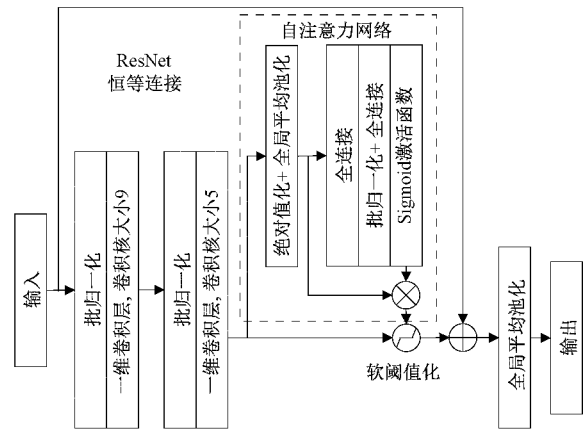 自注意力网络
ResNet
恒等连接
输入
批归一化
一维卷积层, 卷积核大小9
批归一化
一维卷积层, 卷积核大小5
绝对值化+全局平均池化
全连接
批归一化+全连接
Sigmoid激活函数
软阈值化
全局平均池化
输出